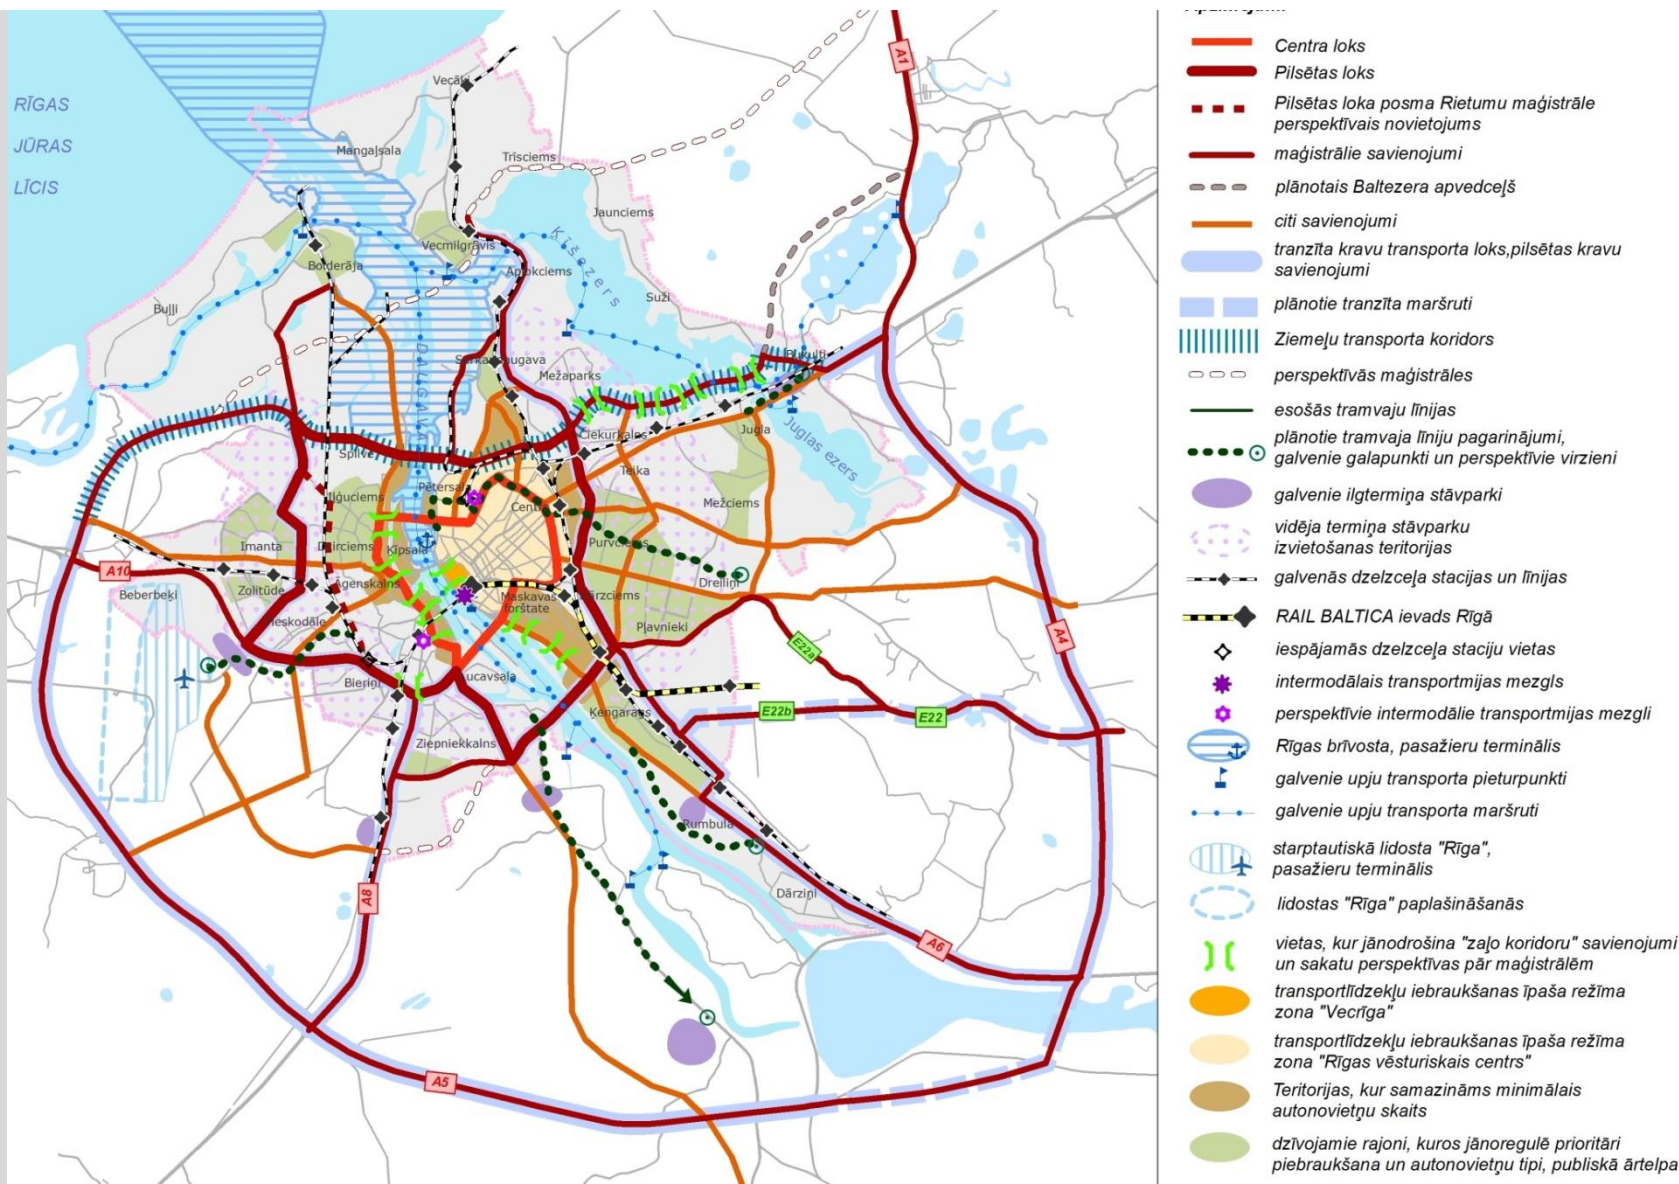 RĪGAS
JŪRAS
LĪCIS
Vecāķi
Mangaļsala
Trīsciems
Jaunciems
Ķīšezers
Vecmīlgrāvis
Bolderāja
Aplokciems
Suži
Buļļi
DAUGAVA
Sarkandaugava
Mežaparks
Bukulti
Ciekurkalns
Jugla
Juglas ezers
Spilve
Teika
Iļģuciems
Pētersala
Mežciems
Imanta
Dzirciems
Ķīpsala
Purvciems
Dreiliņi
Beberbeķi
Zolitūde
Āgenskalns
Maskavas
forštate
Dārzciems
Pļavnieki
Bieriņi
Lucavsala
Ķengarags
Ziepniekkalns
Rumbula
Dārziņi
A1
A10
A4
E22a
E22b
E22
A8
A6
A5
Centra loks
Pilsētas loks
Pilsētas loka posma Rietumu maģistrāle
perspektīvais novietojums
maģistrālie savienojumi
plānotais Baltezera apvedceļš
citi savienojumi
tranzīta kravu transporta loks,pilsētas kravu
savienojumi
plānotie tranzīta maršruti
Ziemeļu transporta koridors
perspektīvās maģistrāles
esošās tramvaju līnijas
plānotie tramvaja līniju pagarinājumi,
galvenie galapunkti un perspektīvie virzieni
galvenie ilgtermiņa stāvparki
vidēja termiņa stāvparku
izvietošanas teritorijas
galvenās dzelzceļa stacijas un līnijas
RAIL BALTICA ievads Rīgā
iespējamās dzelzceļa staciju vietas
intermodālais transportmijas mezgls
perspektīvie intermodālie transportmijas mezgli
Rīgas brīvosta, pasažieru terminālis
galvenie upju transporta pieturpunkti
galvenie upju transporta maršruti
starptautiskā lidosta "Rīga",
pasažieru terminālis
lidostas "Rīga" paplašināšanās
vietas, kur jānodrošina "zaļo koridoru" savienojumi
un sakatu perspektīvas pār maģistrālēm
transportlīdzekļu iebraukšanas īpaša režīma
zona "Vecrīga"
transportlīdzekļu iebraukšanas īpaša režīma
zona "Rīgas vēsturiskais centrs"
Teritorijas, kur samazināms minimālais
autonovietņu skaits
dzīvojamie rajoni, kuros jānoregulē prioritāri
piebraukšana un autonovietņu tipi, publiskā ārtelpa